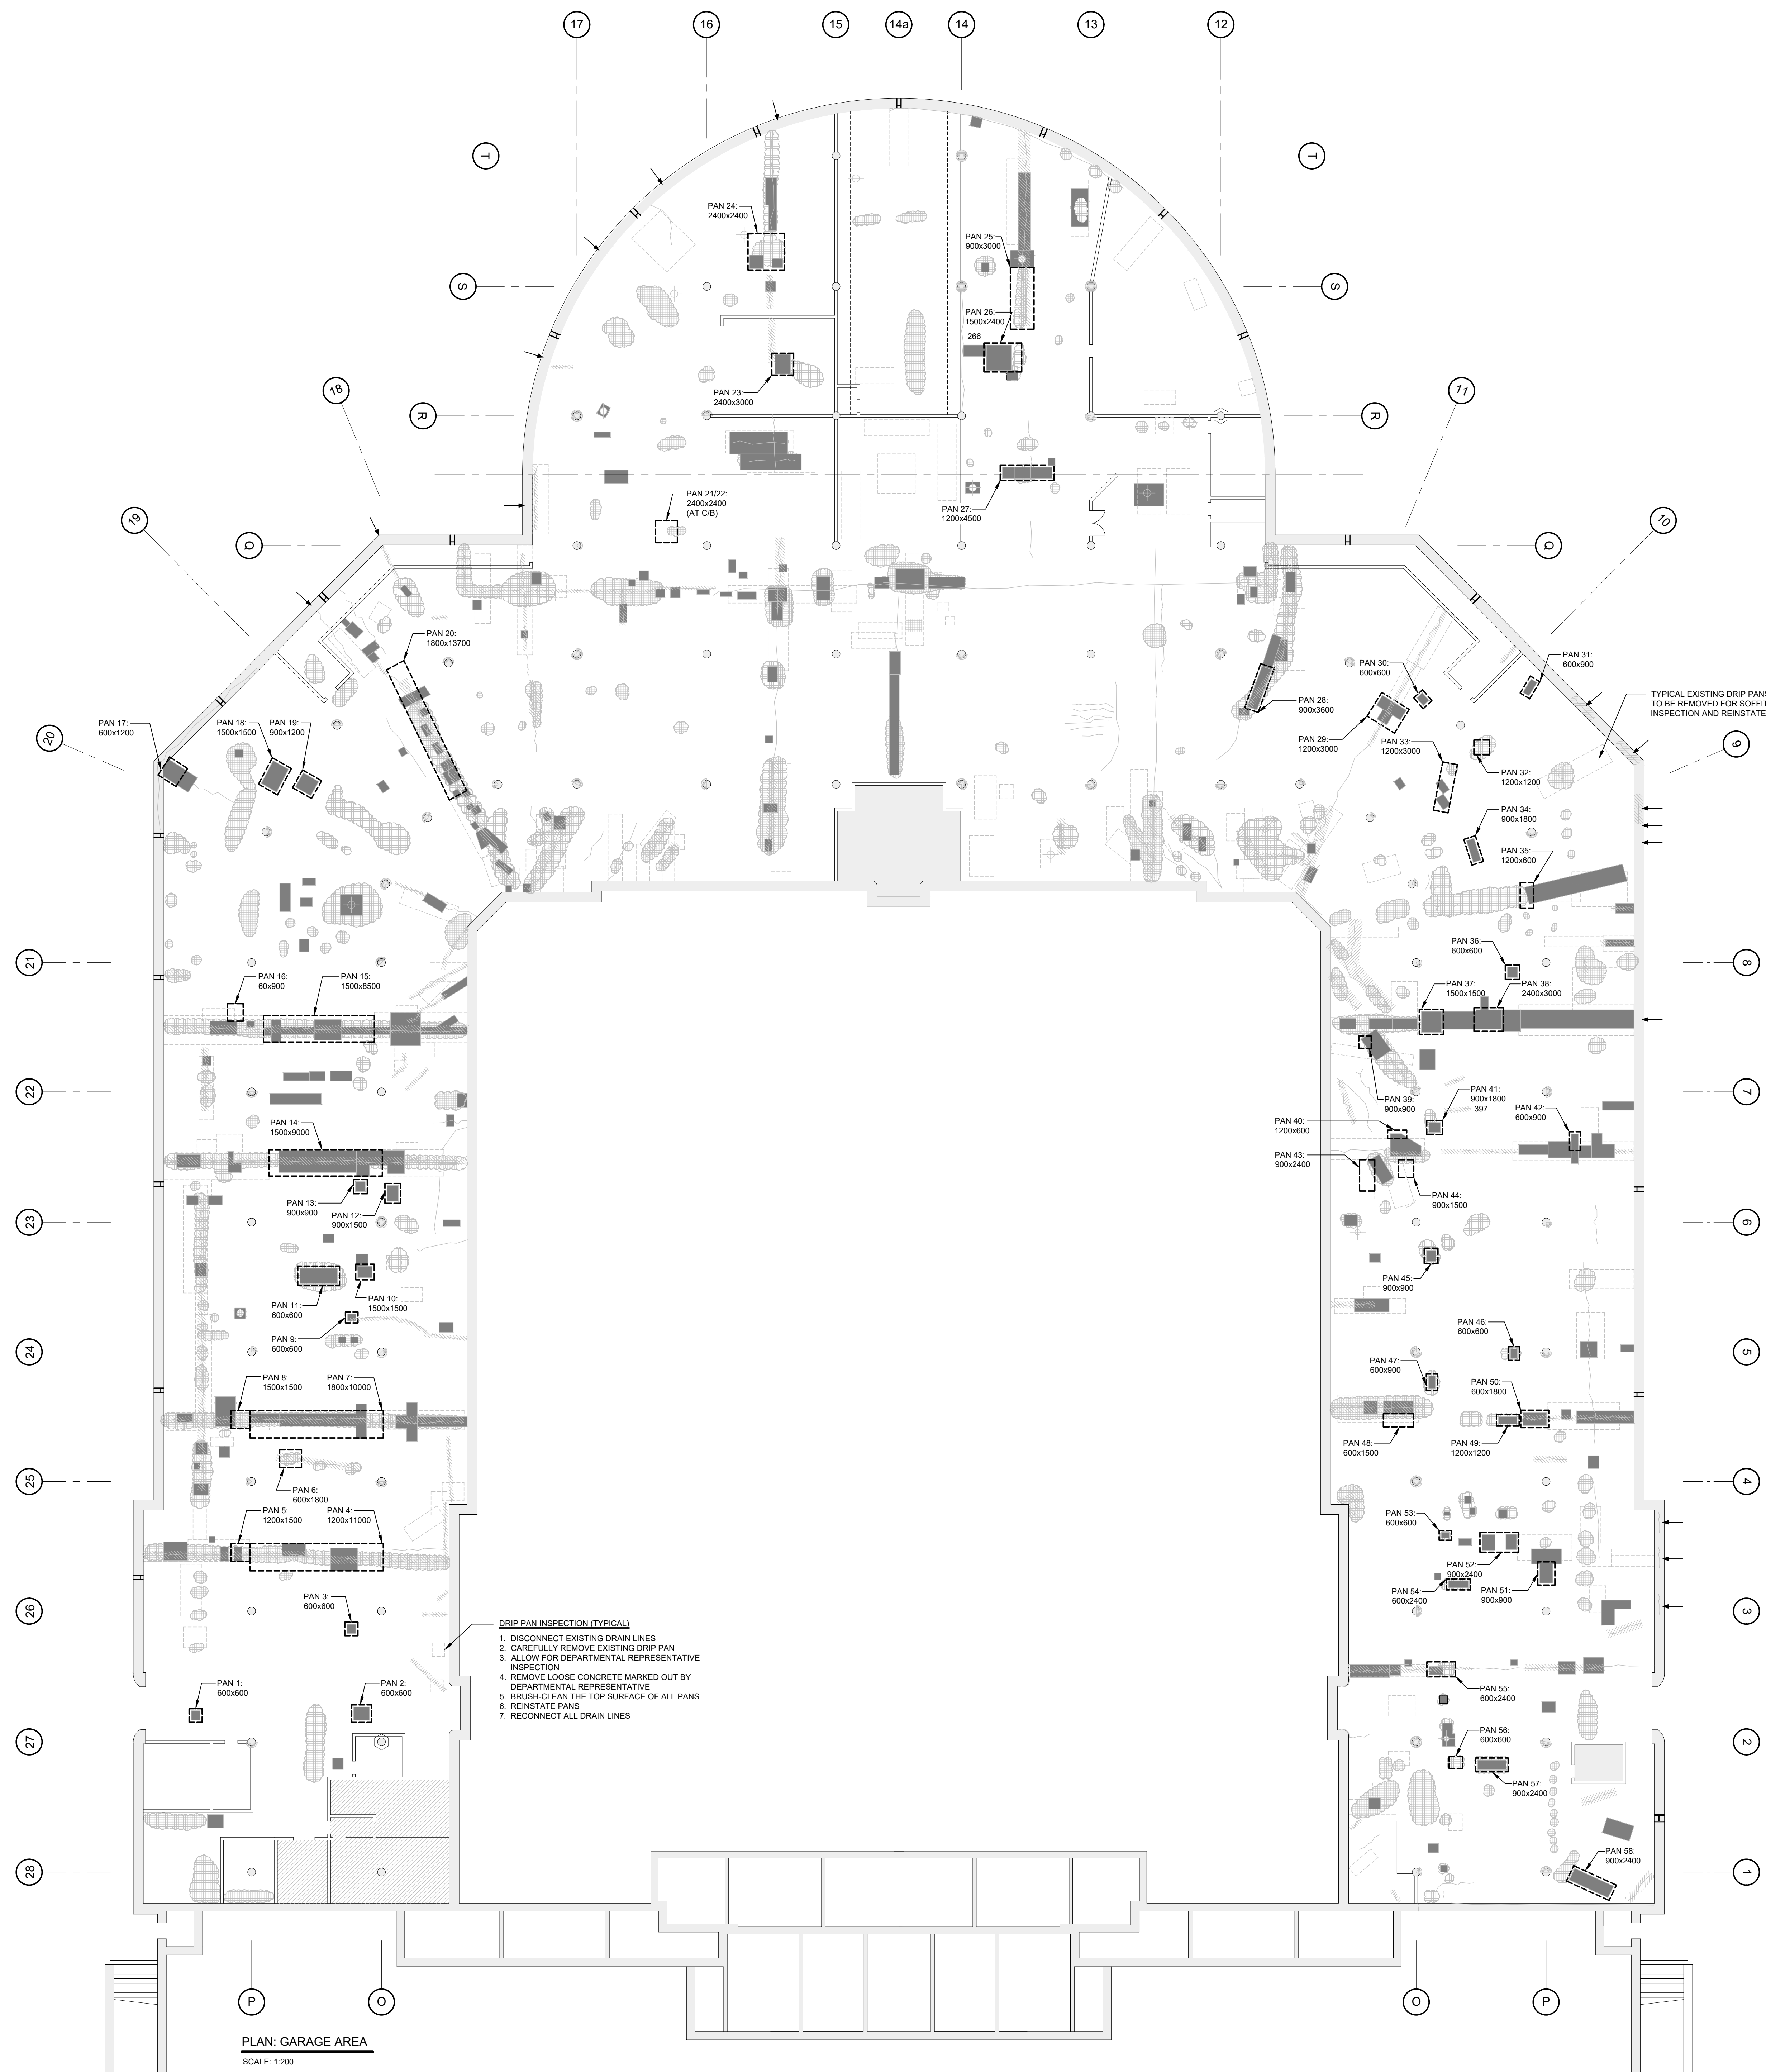 17
16
15
14a
14
13
12
T
T
PAN 24:
2400x2400
PAN 25:
900x3000
S
S
PAN 26:
1500x2400
266
PAN 23:
2400x3000
18
11
R
R
PAN 21/22:
2400x2400
(AT C/B)
PAN 27:
1200x4500
19
10
Q
Q
PAN 20:
1800x13700
PAN 30:
600x600
PAN 31:
600x900
TYPICAL EXISTING DRIP PANS
TO BE REMOVED FOR SOFFIT
INSPECTION AND REINSTATE
PAN 28:
900x3600
20
PAN 17:
600x1200
PAN 18:
1500x1500
PAN 19:
900x1200
PAN 29:
1200x3000
PAN 33:
1200x3000
9
PAN 32:
1200x1200
PAN 34:
900x1800
PAN 35:
1200x600
21
PAN 36:
600x600
8
PAN 16:
60x900
PAN 15:
1500x8500
PAN 37:
1500x1500
PAN 38:
2400x3000
22
7
PAN 39:
900x900
PAN 41:
900x1800
397
PAN 42:
600x900
PAN 14:
1500x9000
PAN 40:
1200x600
PAN 43:
900x2400
PAN 13:
900x900
PAN 12:
900x1500
PAN 44:
900x1500
23
6
PAN 45:
900x900
PAN 11:
600x600
PAN 10:
1500x1500
PAN 9:
600x600
PAN 46:
600x600
24
5
PAN 47:
600x900
PAN 8:
1500x1500
PAN 7:
1800x10000
PAN 50:
600x1800
PAN 48:
600x1500
PAN 49:
1200x1200
25
4
PAN 6:
600x1800
PAN 5:
1200x1500
PAN 4:
1200x11000
PAN 53:
600x600
PAN 52:
900x2400
PAN 54:
600x2400
PAN 51:
900x900
26
3
PAN 3:
600x600
DRIP PAN INSPECTION (TYPICAL)
1. DISCONNECT EXISTING DRAIN LINES
2. CAREFULLY REMOVE EXISTING DRIP PAN
3. ALLOW FOR DEPARTMENTAL REPRESENTATIVE
INSPECTION
4. REMOVE LOOSE CONCRETE MARKED OUT BY
DEPARTMENTAL REPRESENTATIVE
5. BRUSH-CLEAN THE TOP SURFACE OF ALL PANS
6. REINSTATE PANS
7. RECONNECT ALL DRAIN LINES
PAN 1:
600x600
PAN 2:
600x600
PAN 55:
600x2400
27
2
PAN 56:
600x600
PAN 57:
900x2400
28
1
PAN 58:
900x2400
P
O
O
P
PLAN: GARAGE AREA
SCALE: 1:200